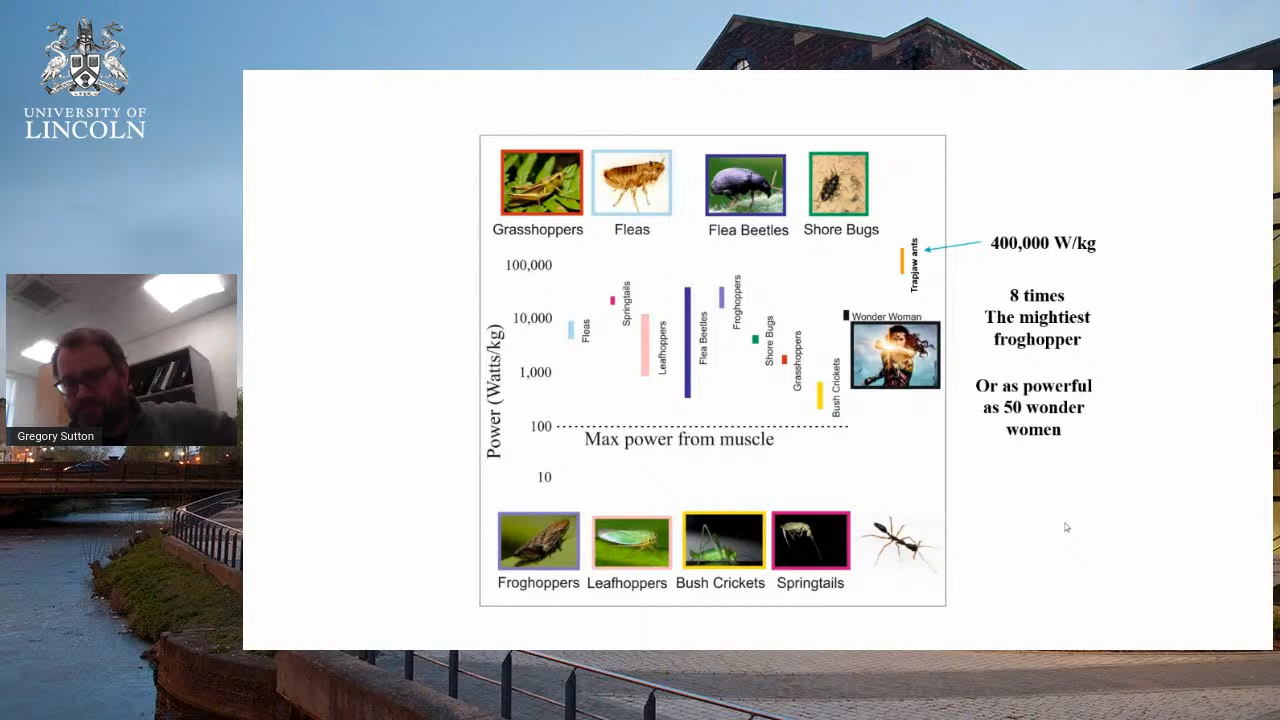 UNIVERSITY OF
LINCOLN
Grasshoppers
Fleas
Flea Beetles
Shore Bugs
Trapjaw ants
400,000 W/kg
100,000
10,000
1,000
100
10
Power (Watts/kg)
Fleas
Springtails
Leafhoppers
Flea Beetles
Froghoppers
Shore Bugs
Grasshoppers
Bush Crickets
Wonder Woman
8 times
The mightiest
froghopper
Or as powerful
as 50 wonder
women
Max power from muscle
Gregory Sutton
Froghoppers
Leafhoppers
Bush Crickets
Springtails